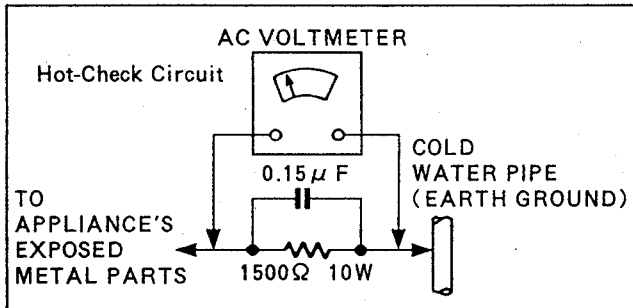 AC VOLTMETER
Hot-Check Circuit
COLD
WATER PIPE
(EARTH GROUND)
0.15μF
TO
APPLIANCE'S
EXPOSED
METAL PARTS
1500Ω 10W